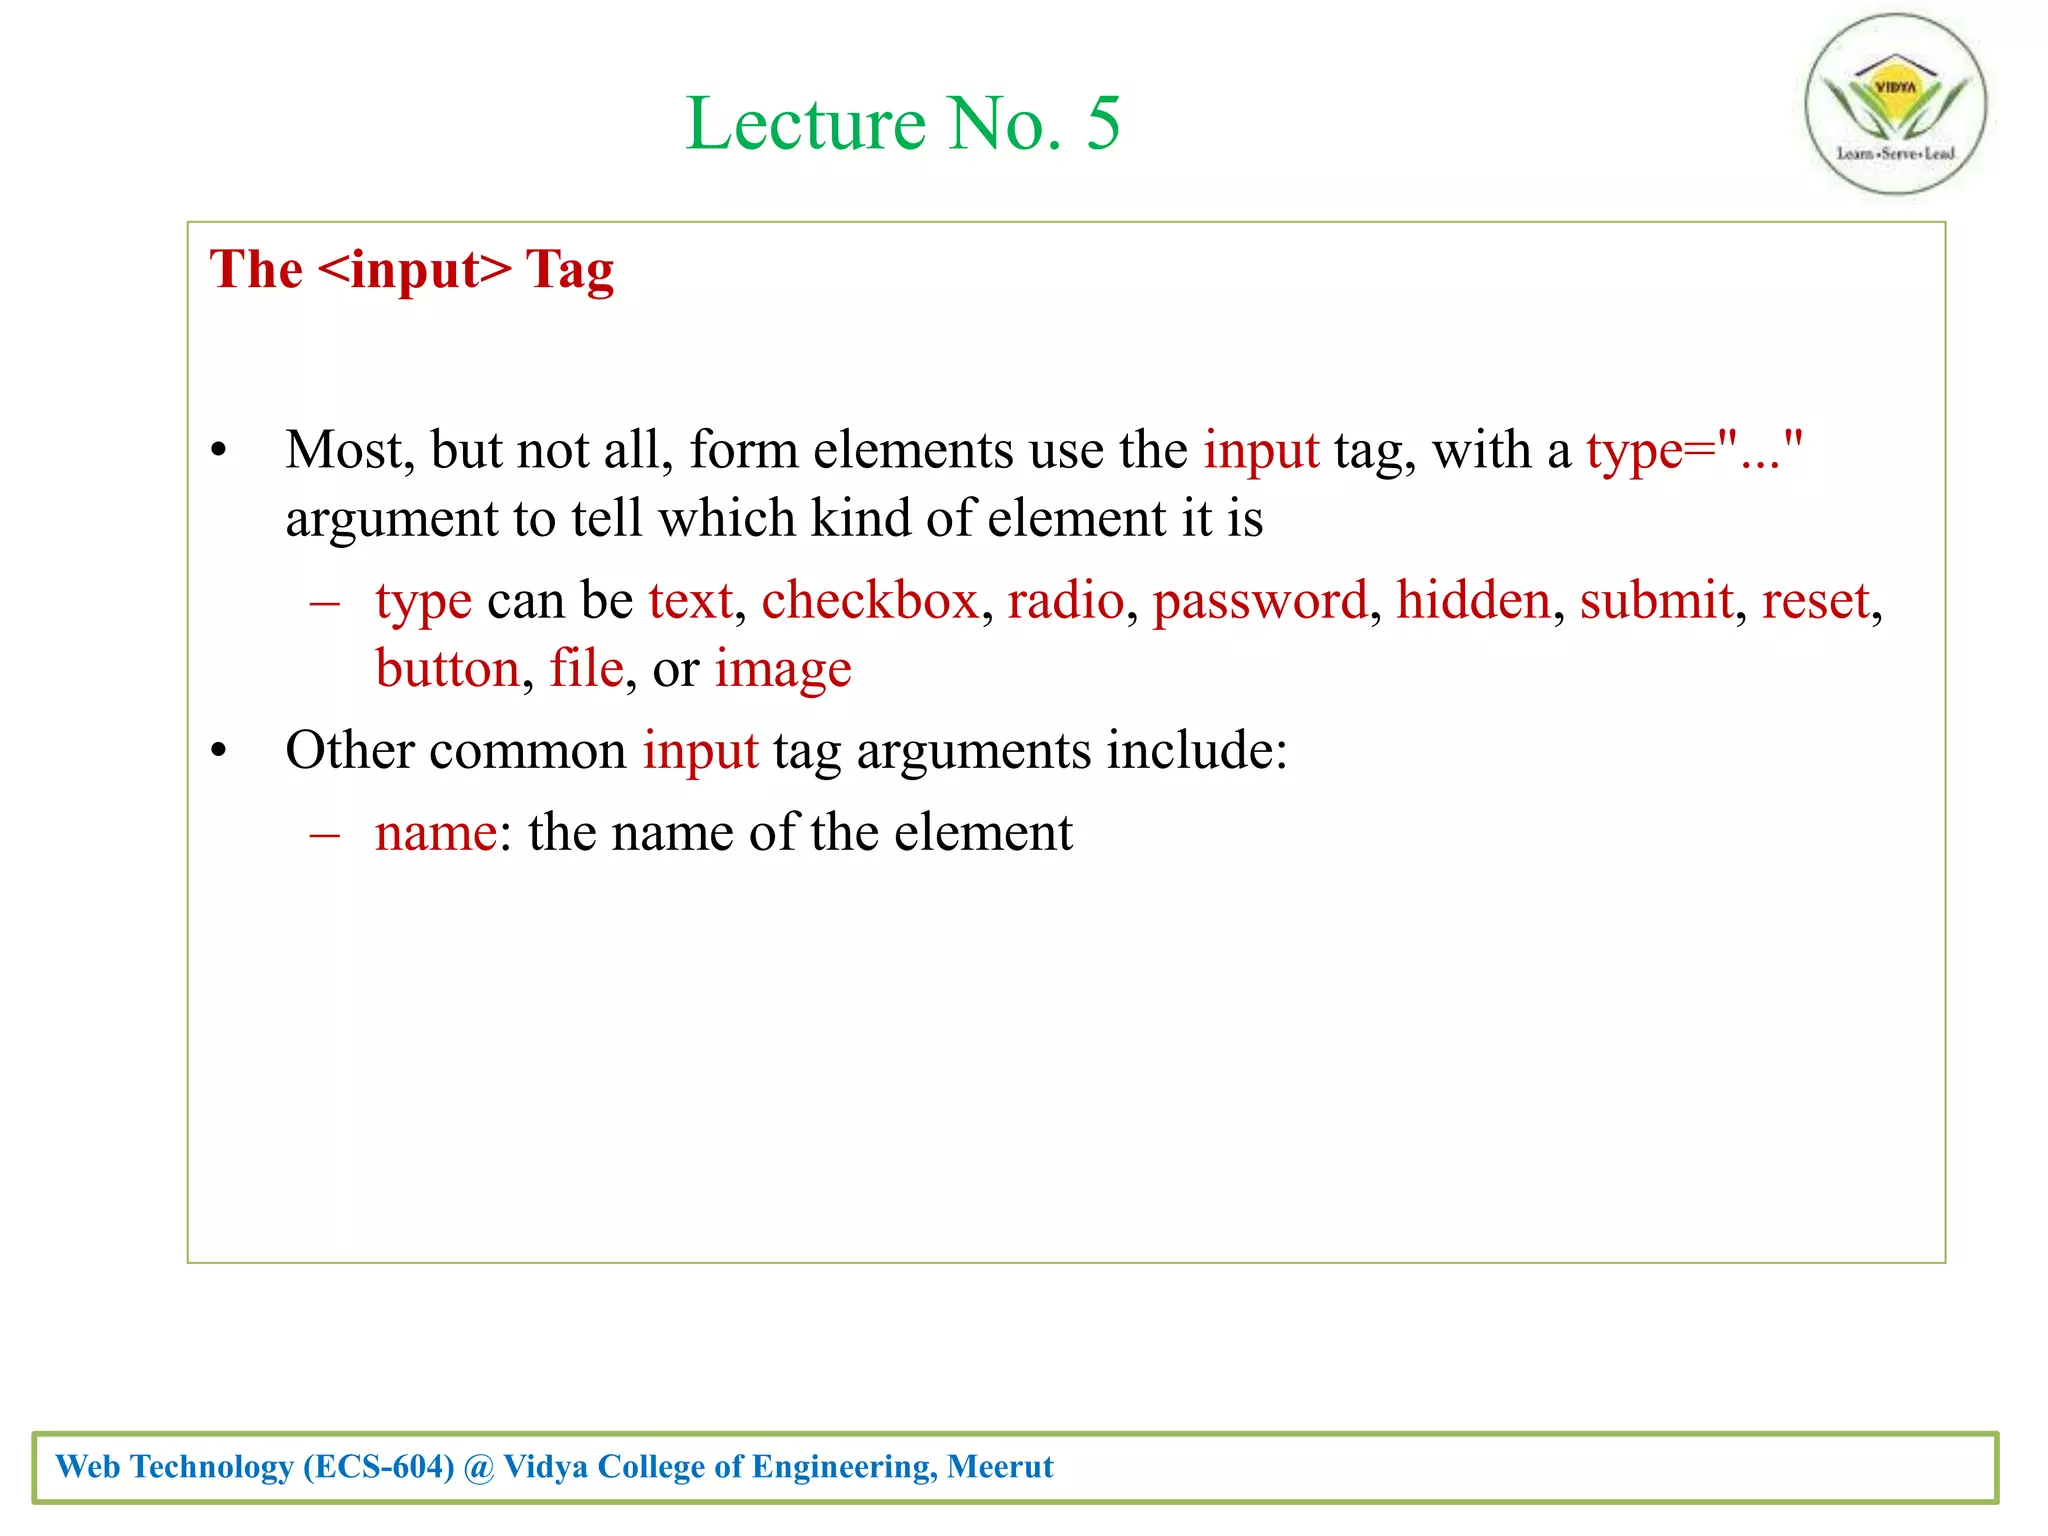 Lecture No. 5
VIDYA
Learn•Serve•Lead
The <input> Tag
• Most, but not all, form elements use the input tag, with a type="..."
argument to tell which kind of element it is
– type can be text, checkbox, radio, password, hidden, submit, reset,
button, file, or image
• Other common input tag arguments include:
– name: the name of the element
Web Technology (ECS-604) @ Vidya College of Engineering, Meerut